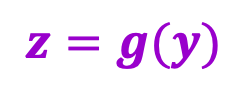 z = g(y)